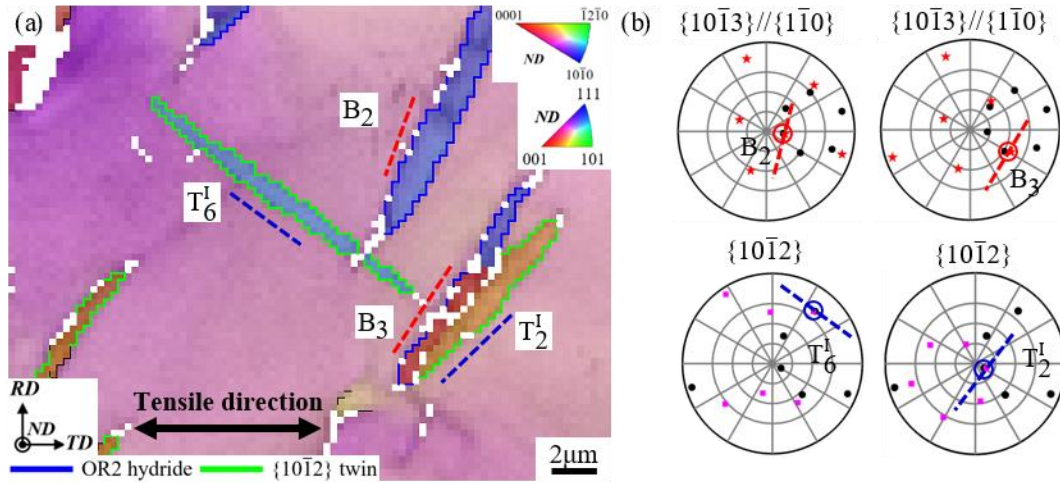 (a)
0001
1̄21̄0
ND
101̄0
111
ND
001
101
B₂
T₆ᴵ
B₃
T₂ᴵ
RD
ND
TD
Tensile direction
2μm
OR2 hydride
{101̄2} twin
(b)
{101̄3}//{11̄0}
{101̄3}//{11̄0}
B₂
B₃
{101̄2}
{101̄2}
T₆ᴵ
T₂ᴵ